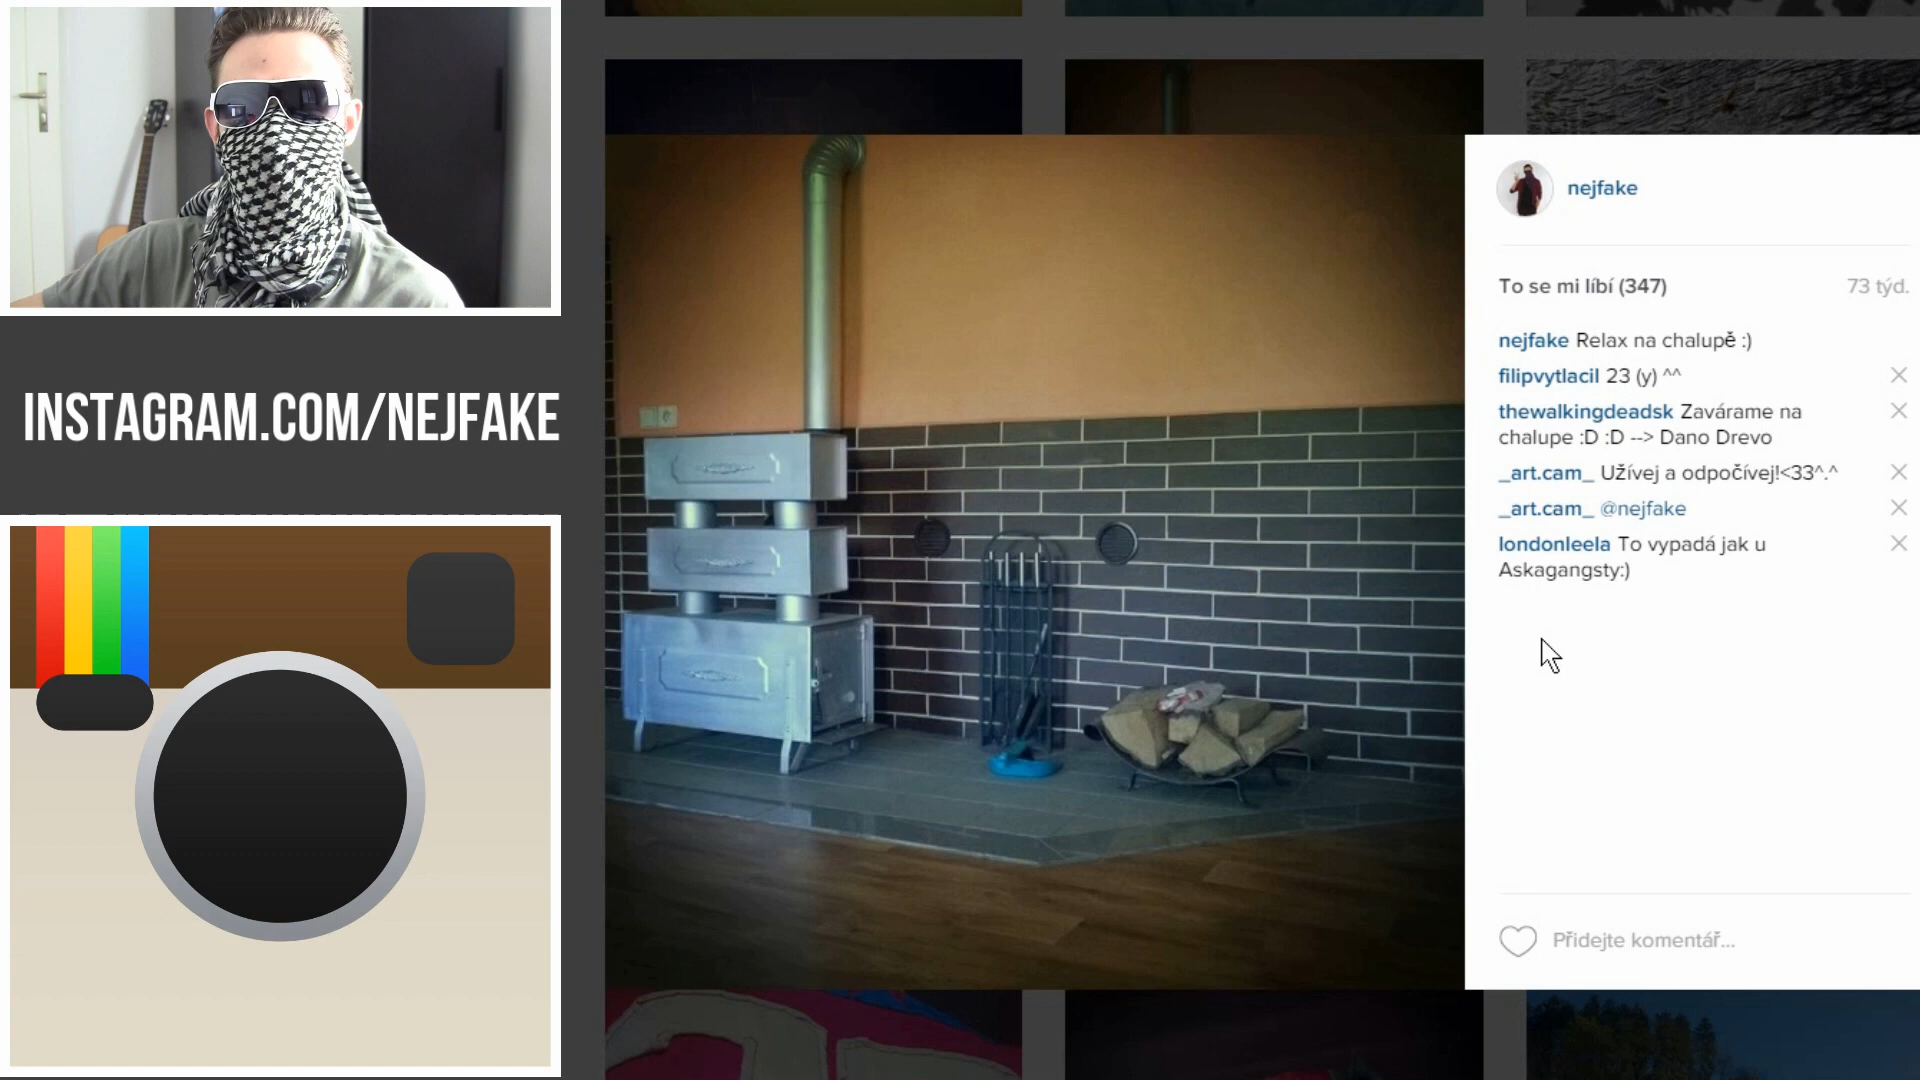 INSTAGRAM.COM/NEJFAKE
nejfake
To se mi líbí (347) 73 týd.
nejfake Relax na chalupě :)
filipvytlacil 23 (y) ^^
thewalkingdeadsk Zavárame na
chalupe :D :D --> Dano Drevo
_art.cam_ Užívej a odpočívej!<33^.^
_art.cam_ @nejfake
londonleela To vypadá jak u
Askagangsty:)
Přidejte komentář...